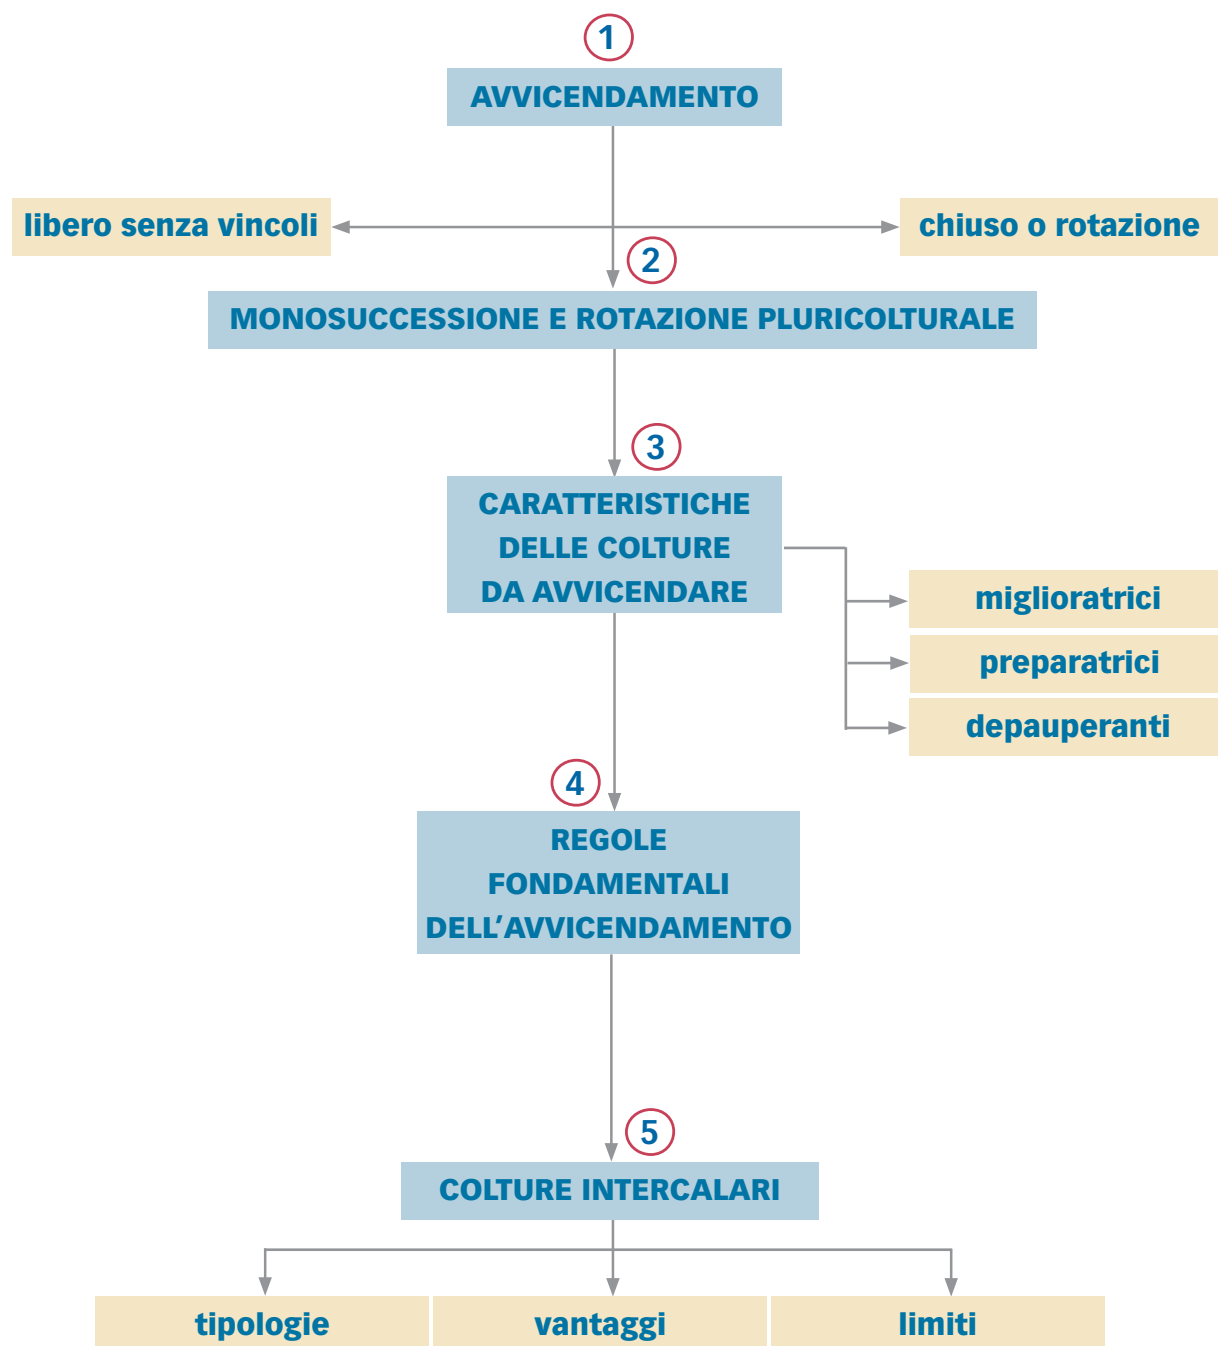 1
AVVICENDAMENTO
libero senza vincoli
chiuso o rotazione
2
MONOSUCCESSIONE E ROTAZIONE PLURICOLTURALE
3
CARATTERISTICHE
DELLE COLTURE
DA AVVICENDARE
miglioratrici
preparatrici
depauperanti
4
REGOLE
FONDAMENTALI
DELL’AVVICENDAMENTO
5
COLTURE INTERCALARI
tipologie
vantaggi
limiti